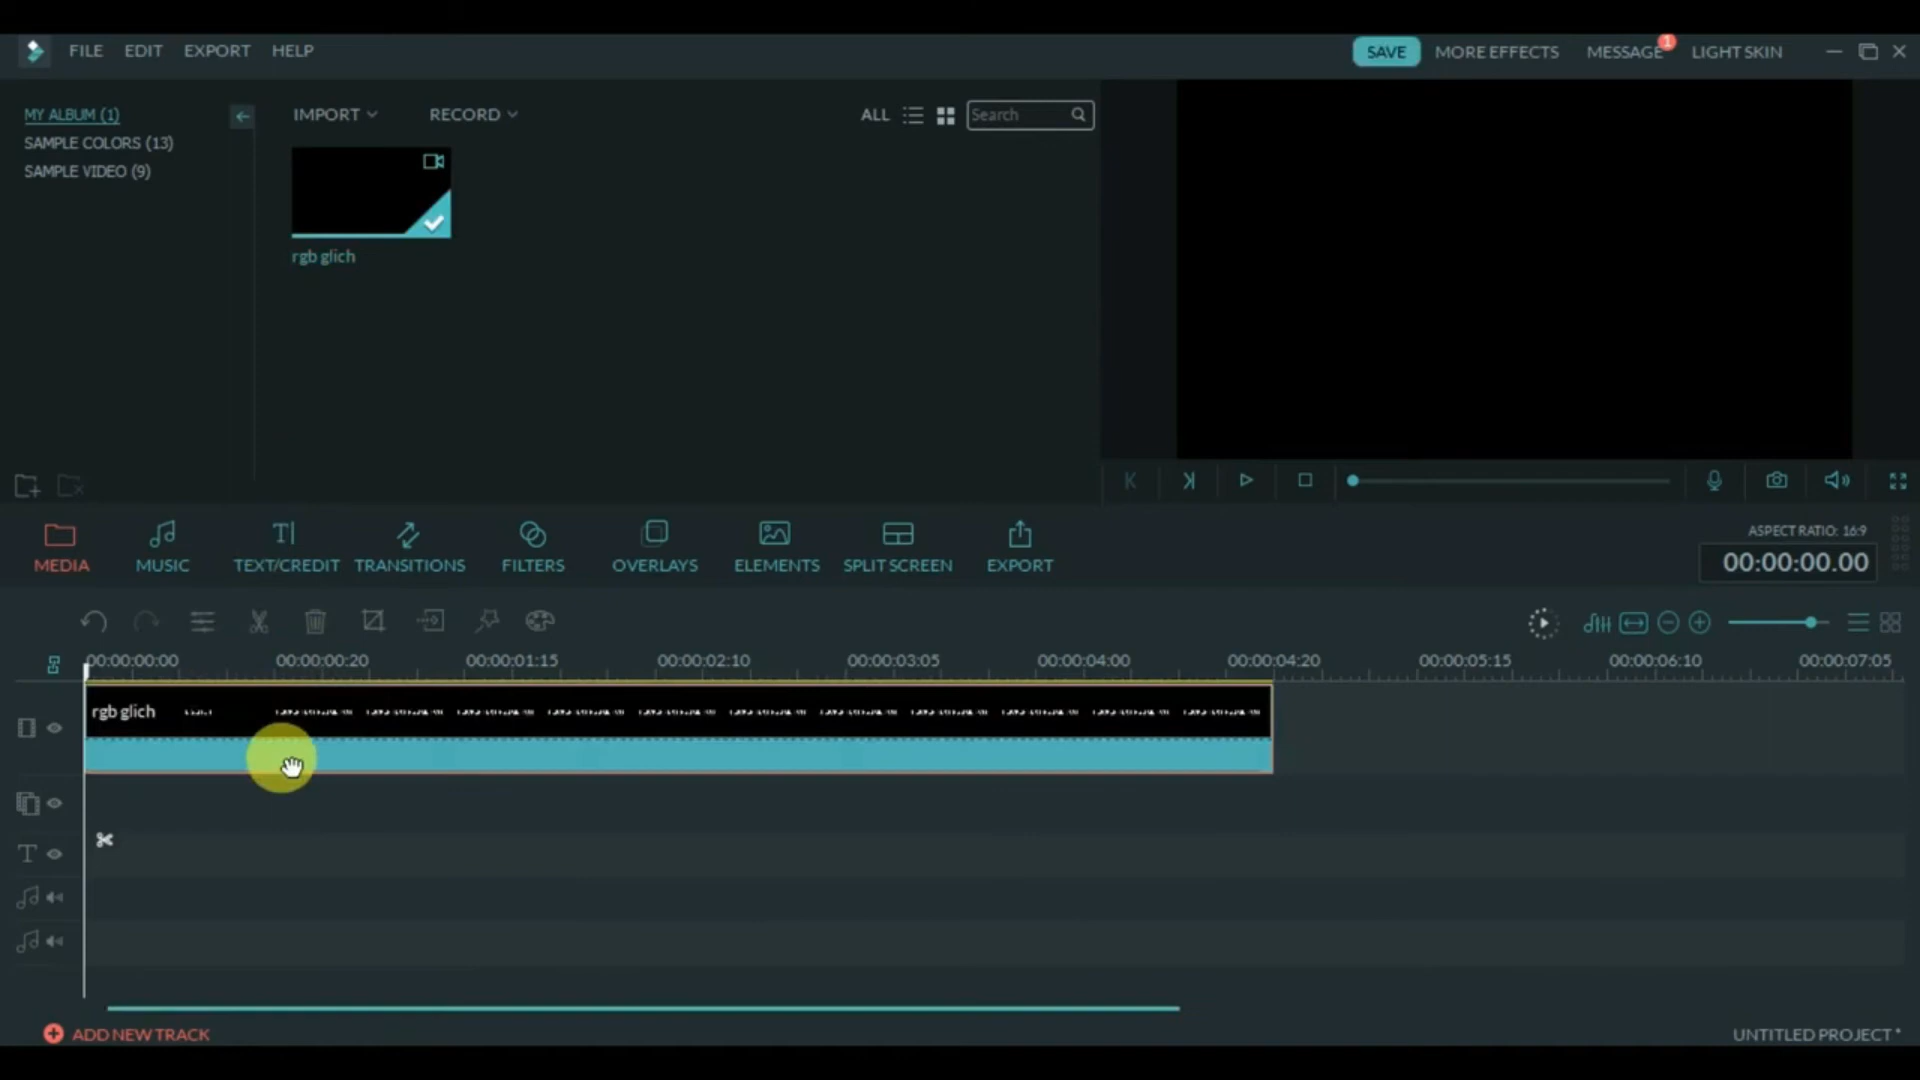 FILE EDIT EXPORT HELP
SAVE MORE EFFECTS MESSAGE 1 LIGHT SKIN
MY ALBUM (1)
SAMPLE COLORS (13)
SAMPLE VIDEO (9)
IMPORT RECORD ALL Search
rgb glich
MEDIA MUSIC TEXT/CREDIT TRANSITIONS FILTERS OVERLAYS ELEMENTS SPLIT SCREEN EXPORT
ASPECT RATIO: 16:9
00:00:00.00
00:00:00:00 00:00:00:20 00:00:01:15 00:00:02:10 00:00:03:05 00:00:04:00 00:00:04:20 00:00:05:15 00:00:06:10 00:00:07:05
rgb glich
ADD NEW TRACK
UNTITLED PROJECT *